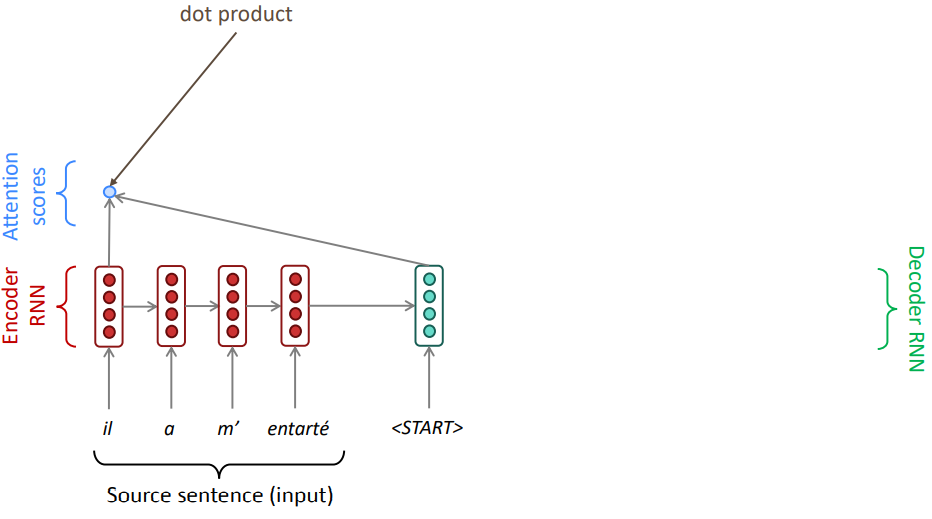 dot product
Attention
scores
Encoder
RNN
Decoder RNN
il a m’ entarté <START>
Source sentence (input)